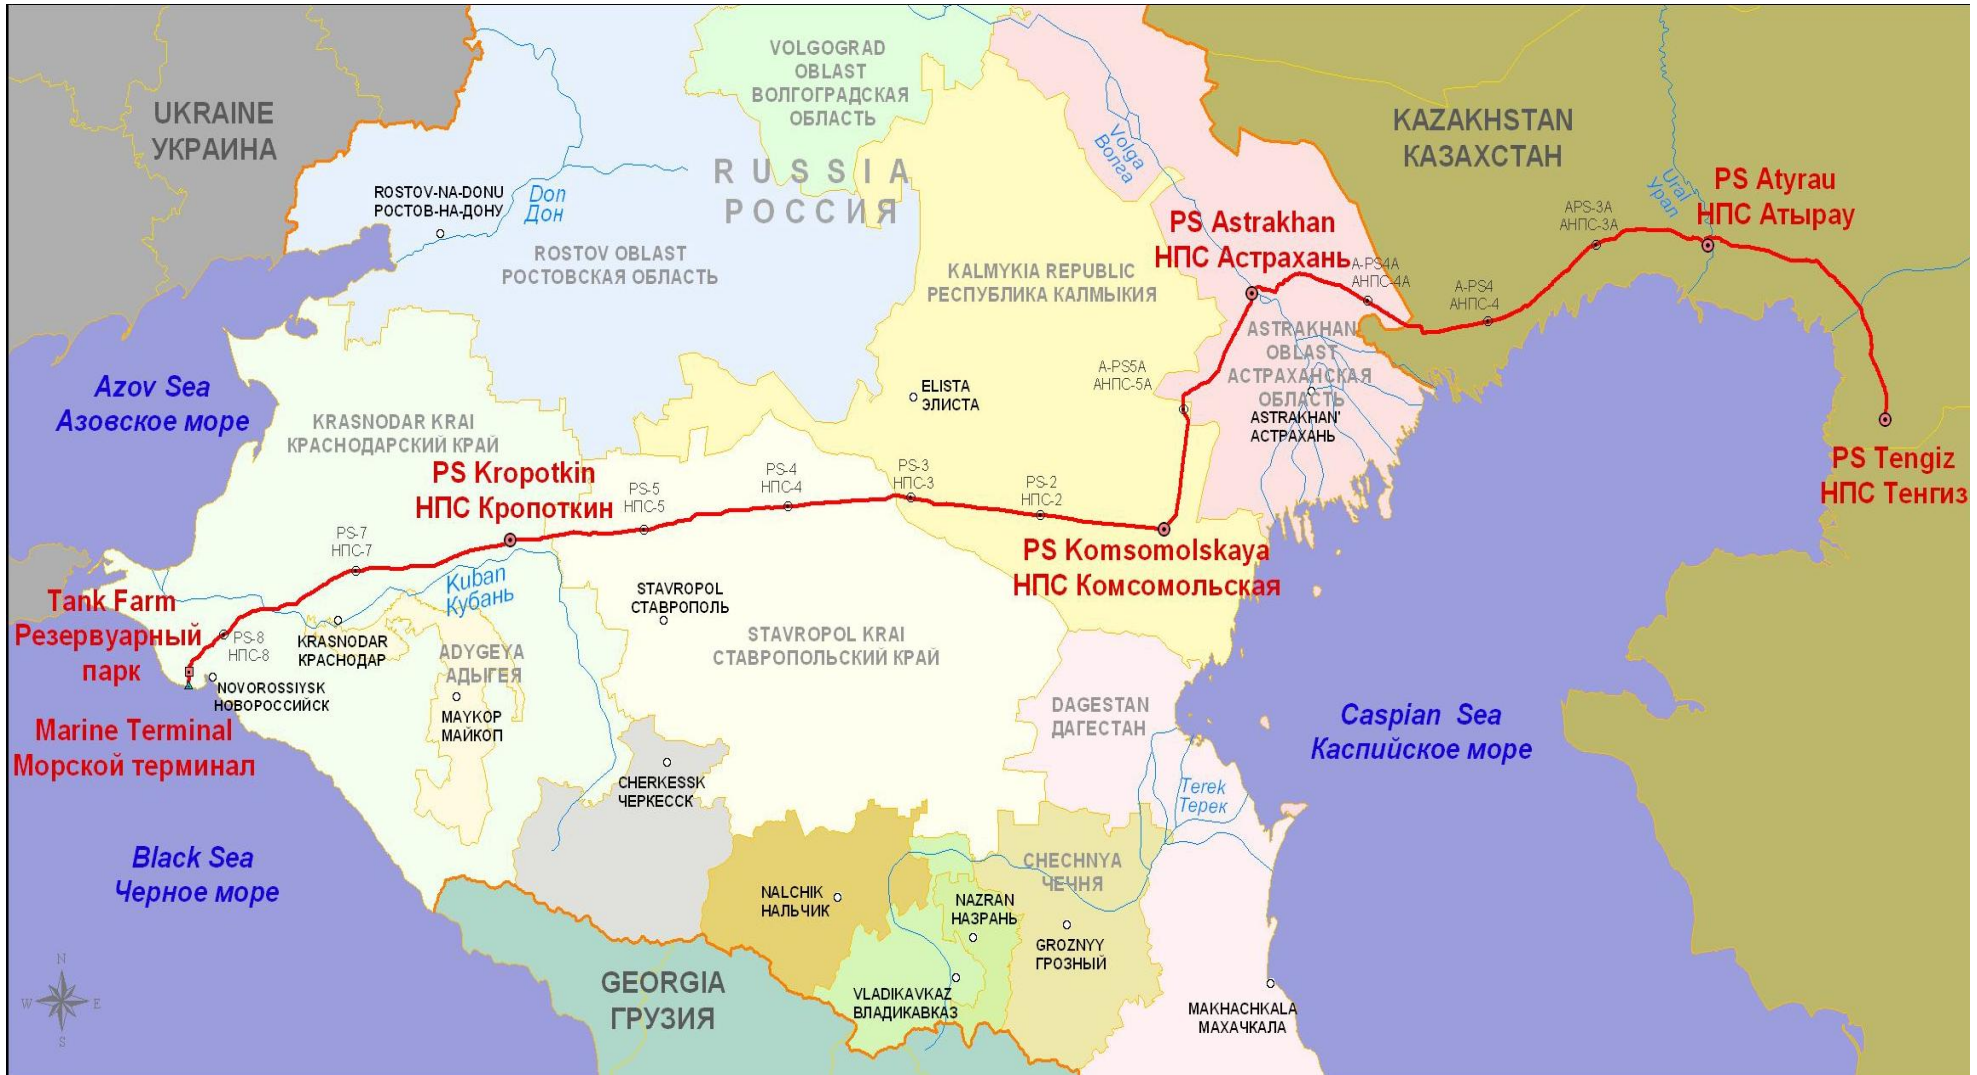 VOLGOGRAD
OBLAST
ВОЛГОГРАДСКАЯ
ОБЛАСТЬ
UKRAINE
УКРАИНА
KAZAKHSTAN
КАЗАХСТАН
Volga
Волга
RUSSIA
РОССИЯ
ROSTOV-NA-DONU
РОСТОВ-НА-ДОНУ
Don
Дон
Ural
Урал
PS Atyrau
НПС Атырау
APS-3A
АНПС-3А
PS Astrakhan
НПС Астрахань
ROSTOV OBLAST
РОСТОВСКАЯ ОБЛАСТЬ
KALMYKIA REPUBLIC
РЕСПУБЛИКА КАЛМЫКИЯ
A-PS4A
АНПС-4А
A-PS4
АНПС-4
ASTRAKHAN
OBLAST
АСТРАХАНСКАЯ
ОБЛАСТЬ
A-PS5A
АНПС-5А
Azov Sea
Азовское море
ELISTA
ЭЛИСТА
ASTRAKHAN'
АСТРАХАНЬ
KRASNODAR KRAI
КРАСНОДАРСКИЙ КРАЙ
PS Kropotkin
НПС Кропоткин
PS-5
НПС-5
PS-4
НПС-4
PS-3
НПС-3
PS-2
НПС-2
PS Tengiz
НПС Тенгиз
PS-7
НПС-7
PS Komsomolskaya
НПС Комсомольская
Kuban
Кубань
Tank Farm
Резервуарный
парк
PS-8
НПС-8
KRASNODAR
КРАСНОДАР
STAVROPOL
СТАВРОПОЛЬ
STAVROPOL KRAI
СТАВРОПОЛЬСКИЙ КРАЙ
ADYGEYA
АДЫГЕЯ
NOVOROSSIYSK
НОВОРОССИЙСК
MAYKOP
МАЙКОП
DAGESTAN
ДАГЕСТАН
Caspian Sea
Каспийское море
Marine Terminal
Морской терминал
CHERKESSK
ЧЕРКЕССК
Terek
Терек
Black Sea
Черное море
CHECHNYA
ЧЕЧНЯ
NALCHIK
НАЛЬЧИК
NAZRAN
НАЗРАНЬ
GROZNYY
ГРОЗНЫЙ
GEORGIA
ГРУЗИЯ
VLADIKAVKAZ
ВЛАДИКАВКАЗ
MAKHACHKALA
МАХАЧКАЛА
N
W E
S